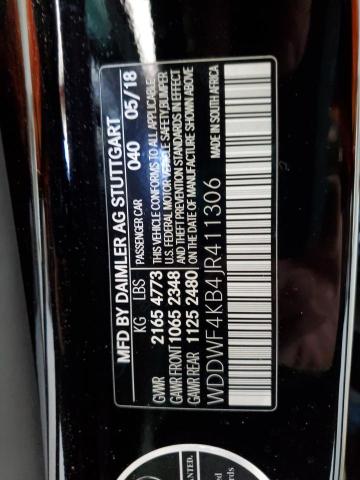 MFD BY DAIMLER AG STUTTGART
PASSENGER CAR 040 05/18
KG LBS
GVWR 2165 4773
GAWR FRONT 1065 2348
GAWR REAR 1125 2480
THIS VEHICLE CONFORMS TO ALL APPLICABLE
U.S. FEDERAL MOTOR VEHICLE SAFETY/BUMPER
AND THEFT PREVENTION STANDARDS IN EFFECT
ON THE DATE OF MANUFACTURE SHOWN ABOVE
MADE IN SOUTH AFRICA
WDDWF4KB4JR411306